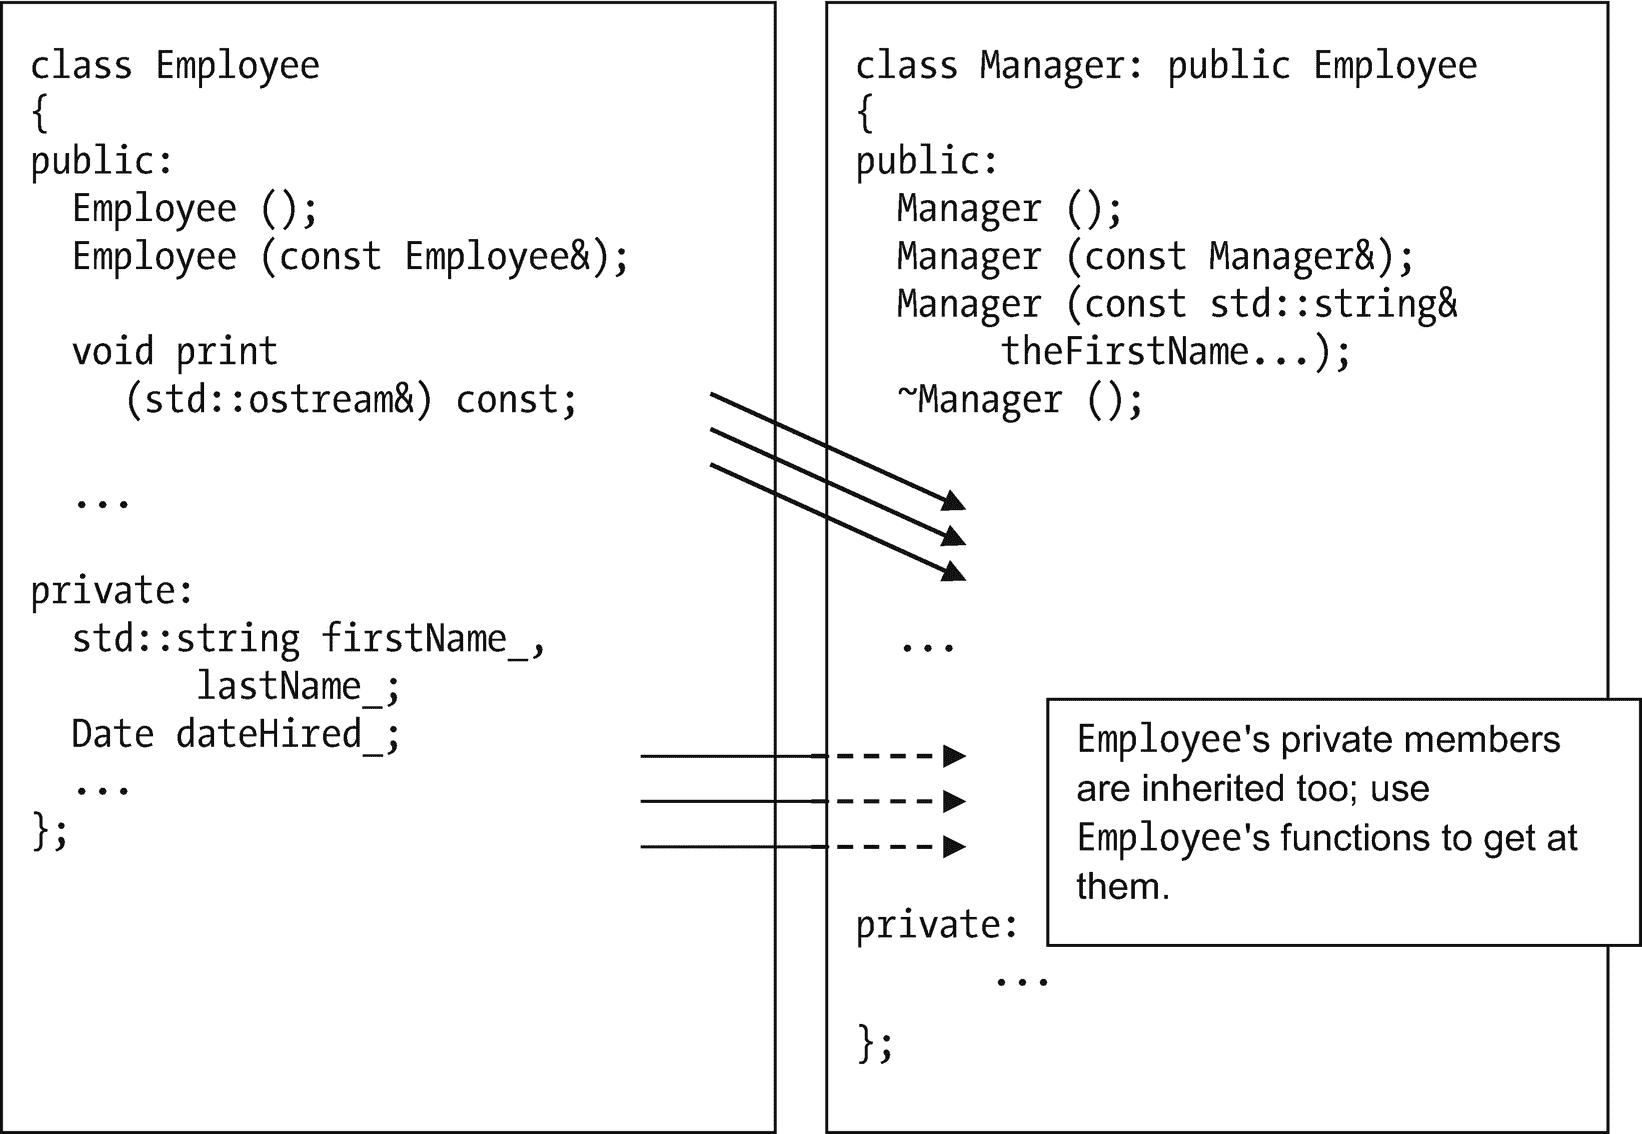 class Employee
{
public:
  Employee ();
  Employee (const Employee&);
  void print
    (std::ostream&) const;
  ...
private:
  std::string firstName_,
        lastName_;
  Date dateHired_;
  ...
};
class Manager: public Employee
{
public:
  Manager ();
  Manager (const Manager&);
  Manager (const std::string&
       theFirstName...);
  ~Manager ();
  ...
Employee's private members
are inherited too; use
Employee's functions to get at
them.
private:
       ...
};